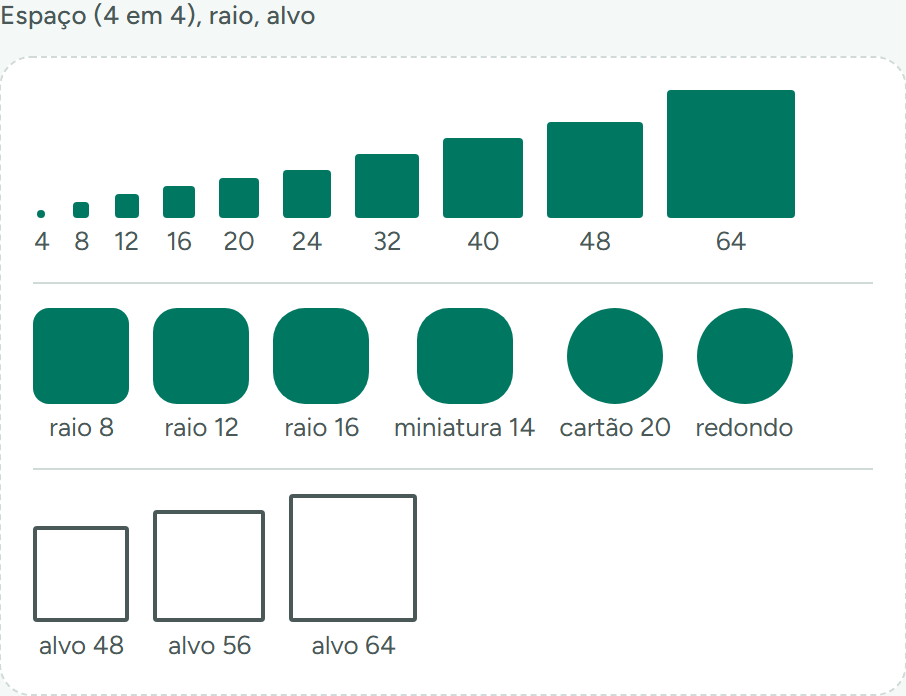 Espaço (4 em 4), raio, alvo
4 8 12 16 20 24 32 40 48 64
raio 8 raio 12 raio 16 miniatura 14 cartão 20 redondo
alvo 48 alvo 56 alvo 64